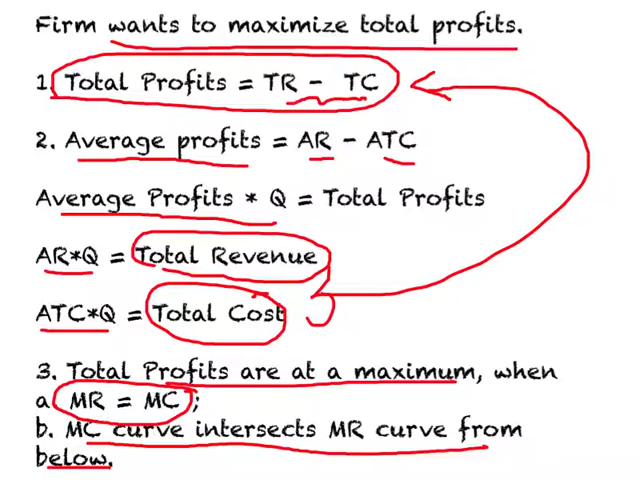 Firm wants to maximize total profits.
1. Total Profits = TR - TC
2. Average profits = AR - ATC
Average Profits * Q = Total Profits
AR*Q = Total Revenue
ATC*Q = Total Cost
3. Total Profits are at a maximum, when
a MR = MC ;
b. MC curve intersects MR curve from
below.